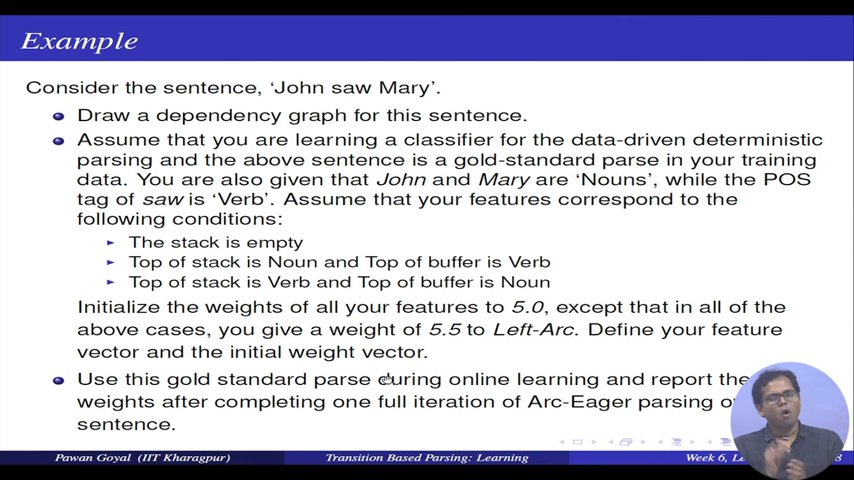 Example
Consider the sentence, ‘John saw Mary’.
Draw a dependency graph for this sentence.
Assume that you are learning a classifier for the data-driven deterministic
parsing and the above sentence is a gold-standard parse in your training
data. You are also given that John and Mary are ‘Nouns’, while the POS
tag of saw is ‘Verb’. Assume that your features correspond to the
following conditions:
The stack is empty
Top of stack is Noun and Top of buffer is Verb
Top of stack is Verb and Top of buffer is Noun
Initialize the weights of all your features to 5.0, except that in all of the
above cases, you give a weight of 5.5 to Left-Arc. Define your feature
vector and the initial weight vector.
Use this gold standard parse during online learning and report the
weights after completing one full iteration of Arc-Eager parsing
sentence.
Pawan Goyal (IIT Kharagpur) Transition Based Parsing: Learning Week 6,